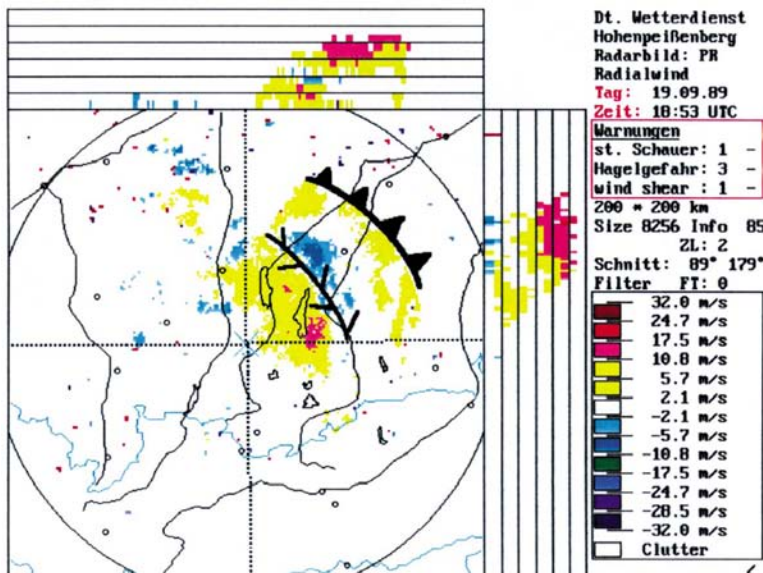 Dt. Wetterdienst
Hohenpeißenberg
Radarbild: PR
Radialwind
Tag: 19.09.89
Zeit: 18:53 UTC
Warnungen
st. Schauer: 1 -
Hagelgefahr: 3 -
wind shear : 1 -
200 * 200 km
Size 8256 Info 85
ZL: 2
Schnitt: 89° 179°
Filter FT: 0
32.0 m/s
24.7 m/s
17.5 m/s
10.8 m/s
5.7 m/s
2.1 m/s
-2.1 m/s
-5.7 m/s
-10.8 m/s
-17.5 m/s
-24.7 m/s
-28.5 m/s
-32.0 m/s
Clutter